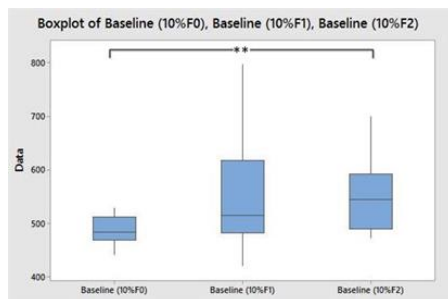 Boxplot of Baseline (10%F0), Baseline (10%F1), Baseline (10%F2)
**
800
700
600
500
400
Data
Baseline (10%F0)
Baseline (10%F1)
Baseline (10%F2)